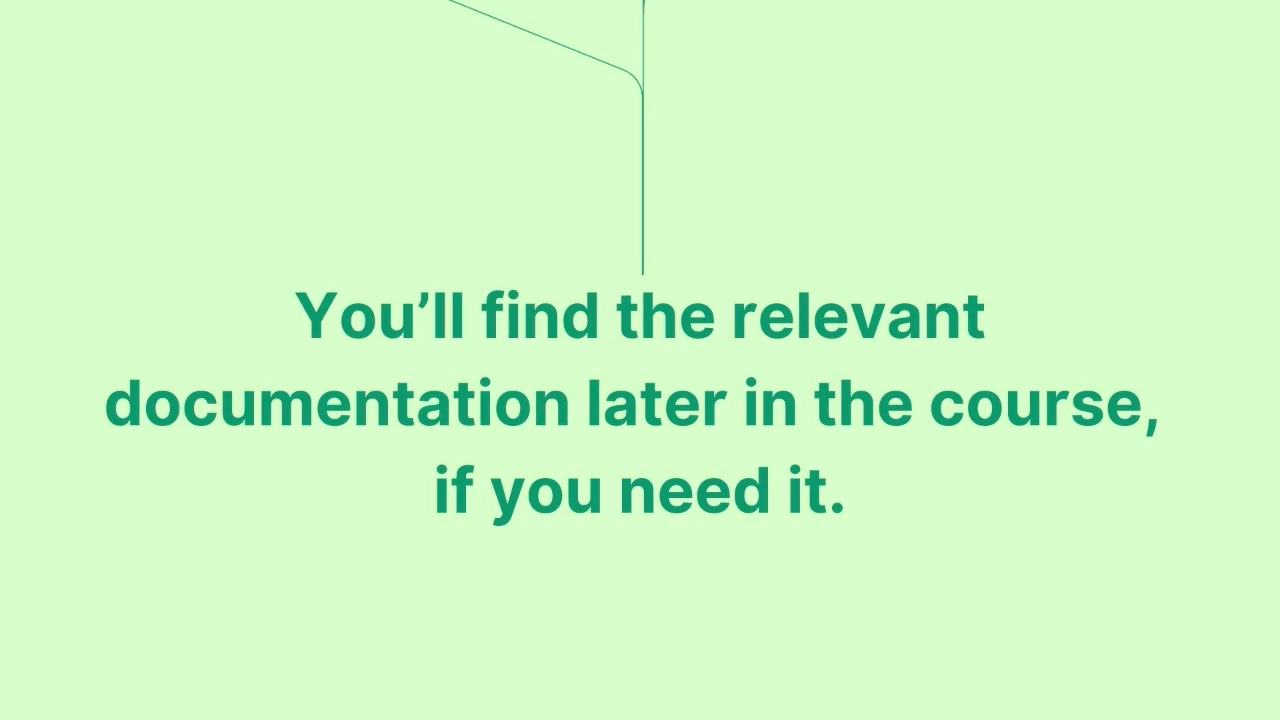 You’ll find the relevant
documentation later in the course,
if you need it.